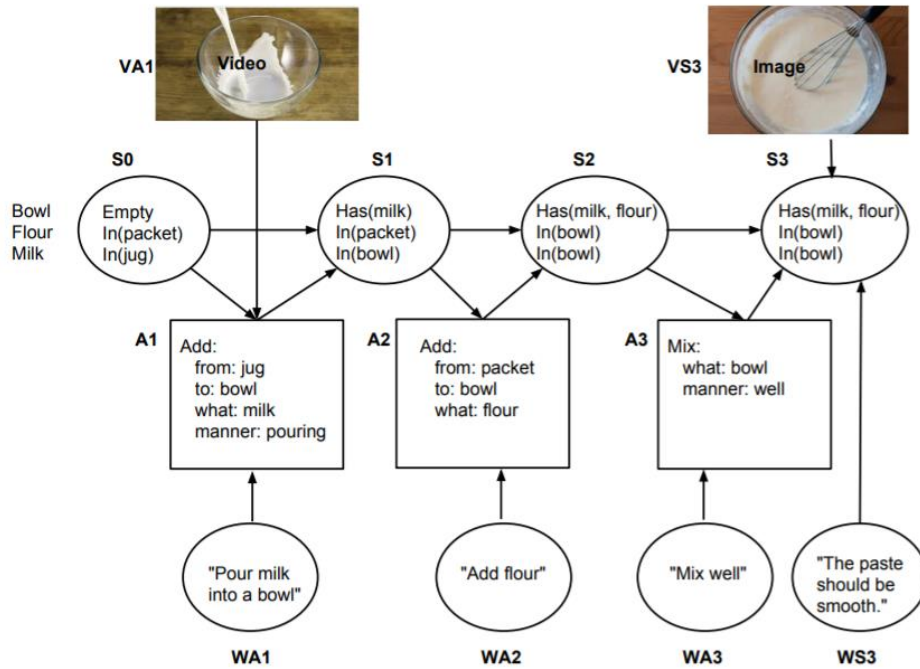 VA1
Video
VS3
Image
S0
S1
S2
S3
Bowl
Flour
Milk
Empty
In(packet)
In(jug)
Has(milk)
In(packet)
In(bowl)
Has(milk, flour)
In(bowl)
In(bowl)
Has(milk, flour)
In(bowl)
In(bowl)
A1
Add:
from: jug
to: bowl
what: milk
manner: pouring
A2
Add:
from: packet
to: bowl
what: flour
A3
Mix:
what: bowl
manner: well
"Pour milk
into a bowl"
"Add flour"
"Mix well"
"The paste
should be
smooth."
WA1
WA2
WA3
WS3